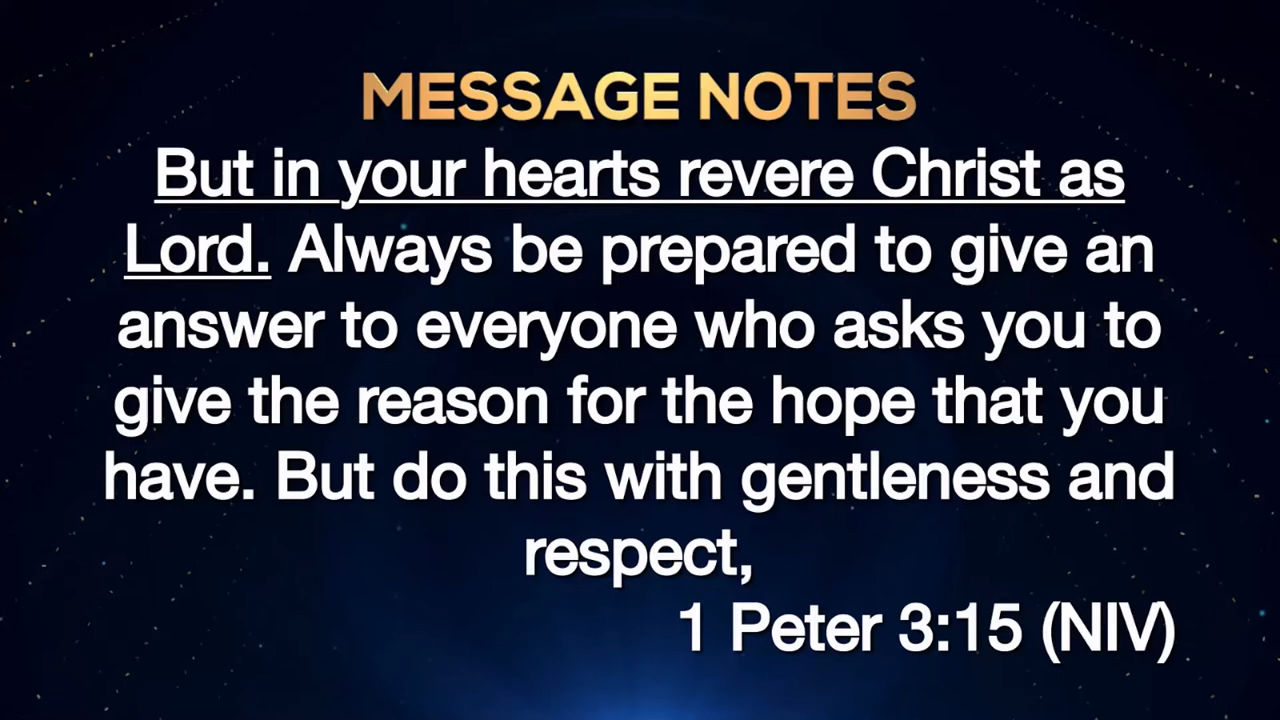 MESSAGE NOTES
But in your hearts revere Christ as
Lord. Always be prepared to give an
answer to everyone who asks you to
give the reason for the hope that you
have. But do this with gentleness and
respect,
1 Peter 3:15 (NIV)